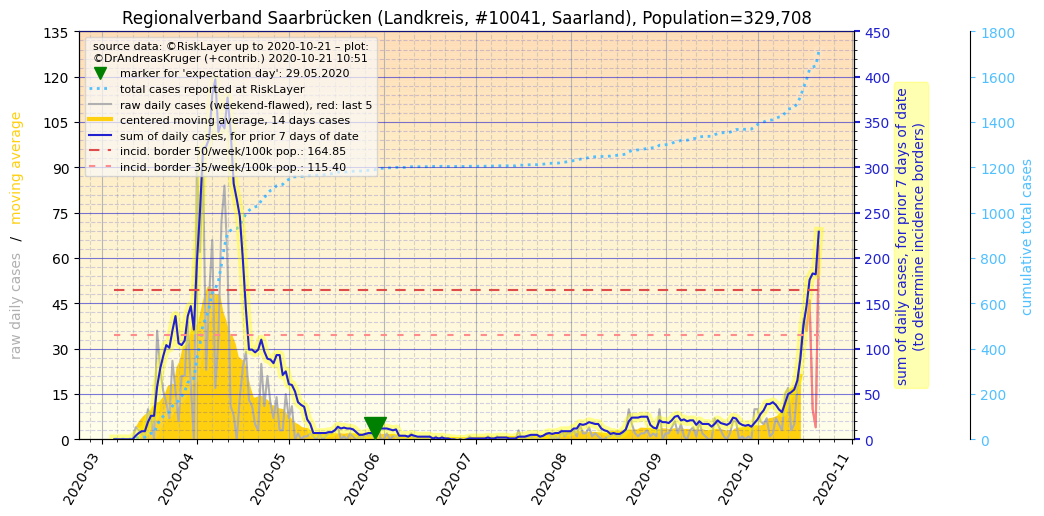 Regionalverband Saarbrücken (Landkreis, #10041, Saarland), Population=329,708
source data: ©RiskLayer up to 2020-10-21 – plot:
©DrAndreasKruger (+contrib.) 2020-10-21 10:51
marker for 'expectation day': 29.05.2020
total cases reported at RiskLayer
raw daily cases (weekend-flawed), red: last 5
centered moving average, 14 days cases
sum of daily cases, for prior 7 days of date
incid. border 50/week/100k pop.: 164.85
incid. border 35/week/100k pop.: 115.40
raw daily cases / moving average
135
120
105
90
75
60
45
30
15
0
450
400
350
300
250
200
150
100
50
0
sum of daily cases, for prior 7 days of date
(to determine incidence borders)
1800
1600
1400
1200
1000
800
600
400
200
0
cumulative total cases
2020-03
2020-04
2020-05
2020-06
2020-07
2020-08
2020-09
2020-10
2020-11